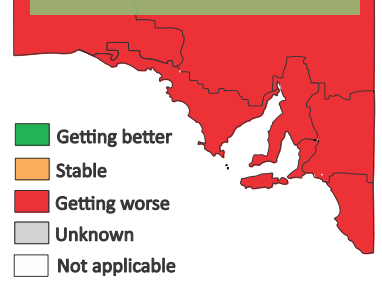 Getting better
Stable
Getting worse
Unknown
Not applicable